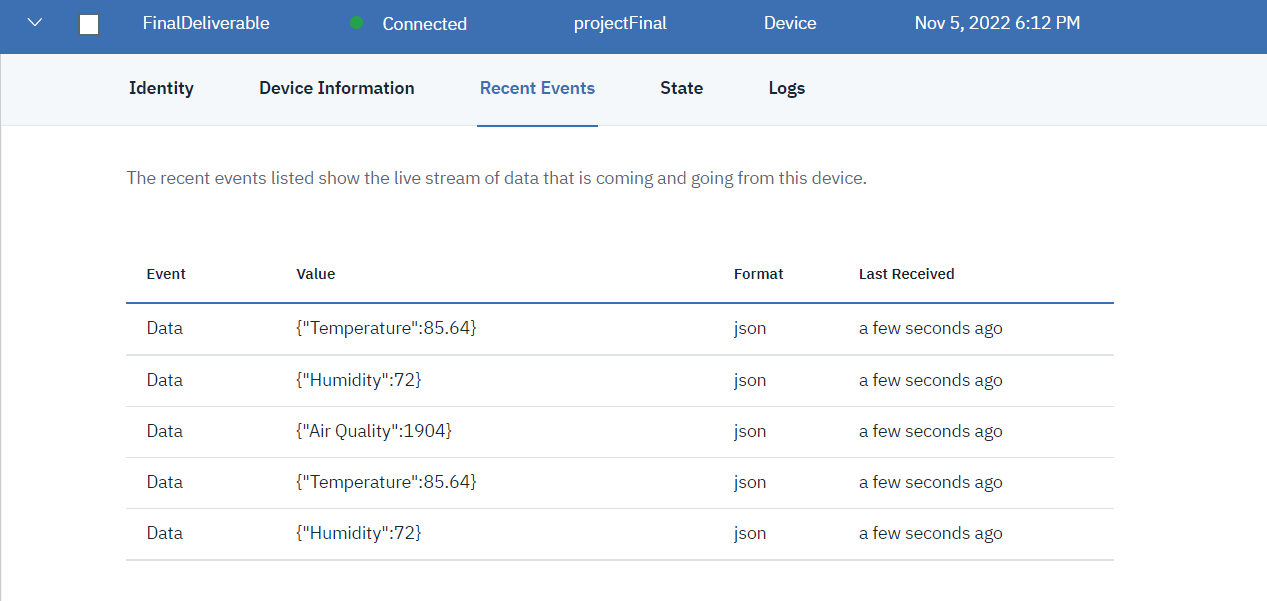 FinalDeliverable Connected projectFinal Device Nov 5, 2022 6:12 PM
Identity Device Information Recent Events State Logs
The recent events listed show the live stream of data that is coming and going from this device.
Event Value Format Last Received
Data {"Temperature":85.64} json a few seconds ago
Data {"Humidity":72} json a few seconds ago
Data {"Air Quality":1904} json a few seconds ago
Data {"Temperature":85.64} json a few seconds ago
Data {"Humidity":72} json a few seconds ago